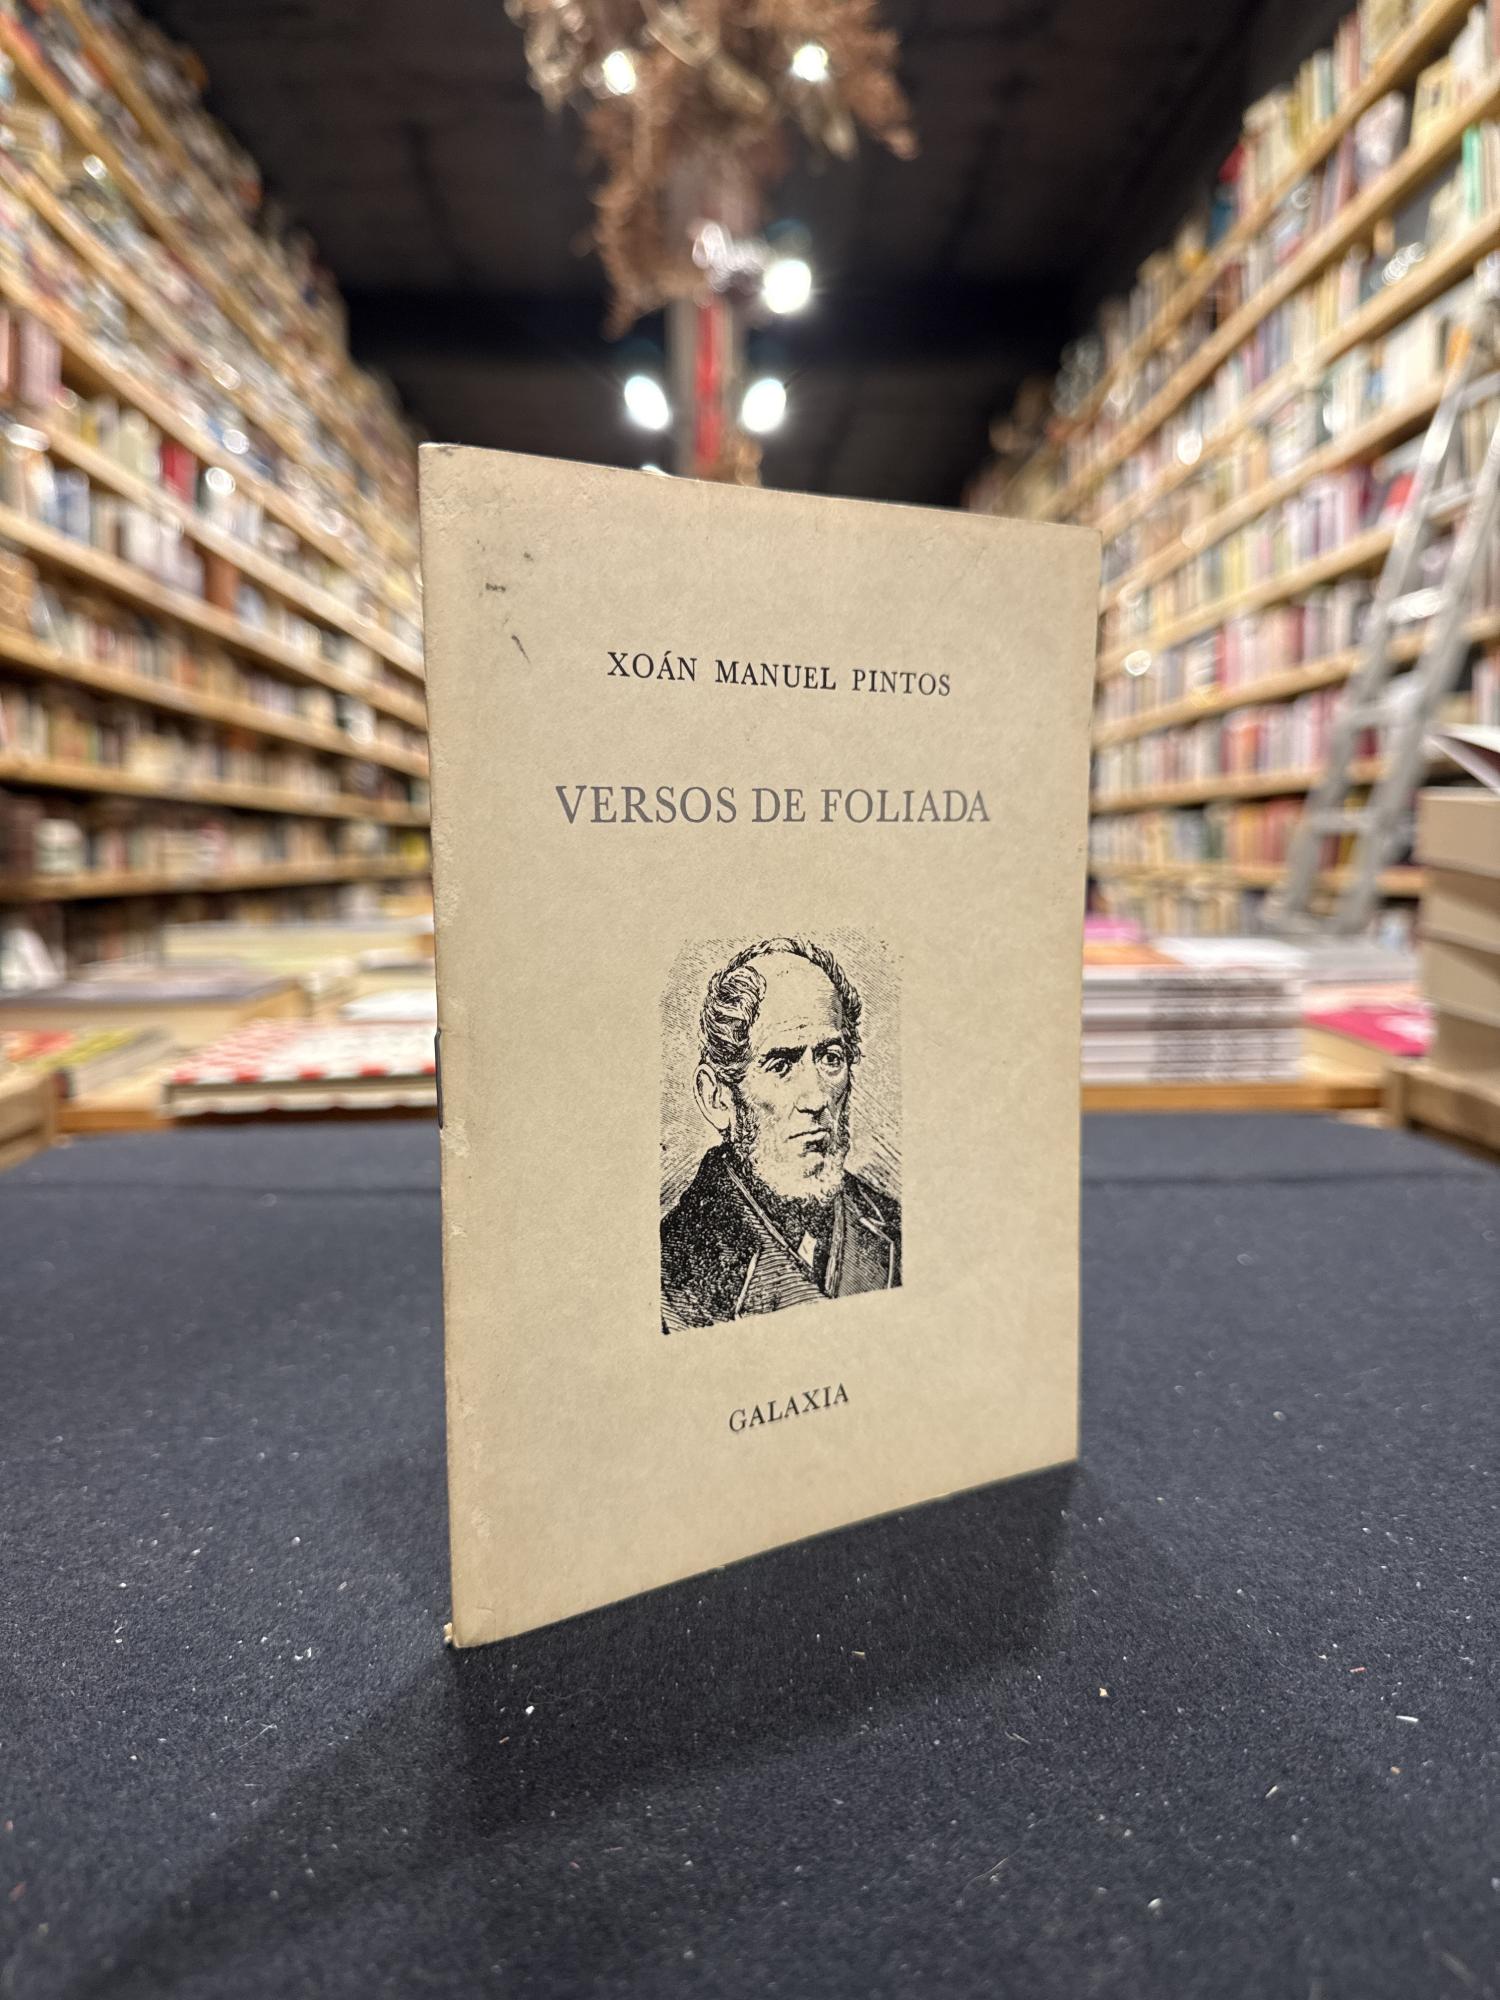 XOÁN MANUEL PINTOS
VERSOS DE FOLIADA
GALAXIA